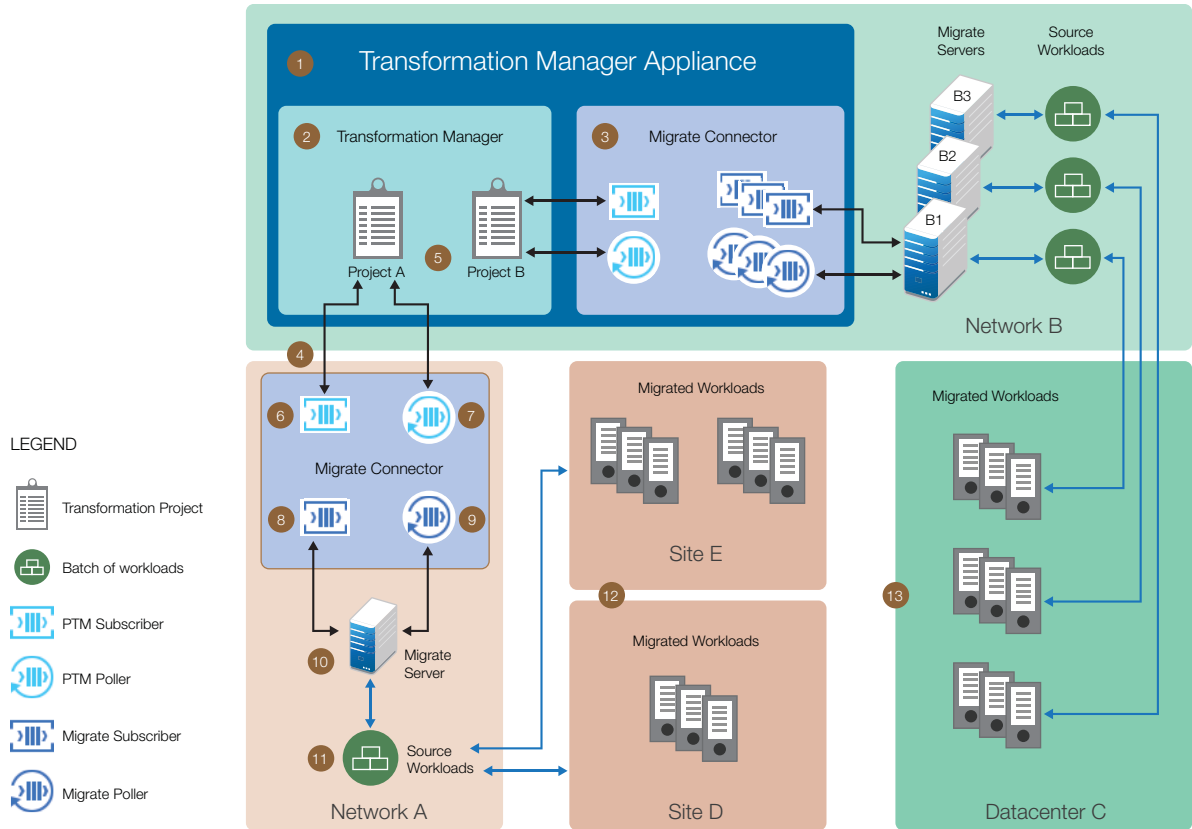 Migrate
Servers
Source
Workloads
1
Transformation Manager Appliance
B3
2
Transformation Manager
3
Migrate Connector
B2
B1
5
Project A
Project B
Network B
4
6
7
Migrate Connector
8
9
10
Migrate
Server
11
Source
Workloads
Network A
Migrated Workloads
Site E
12
Migrated Workloads
Site D
Migrated Workloads
13
Datacenter C
LEGEND
Transformation Project
Batch of workloads
PTM Subscriber
PTM Poller
Migrate Subscriber
Migrate Poller